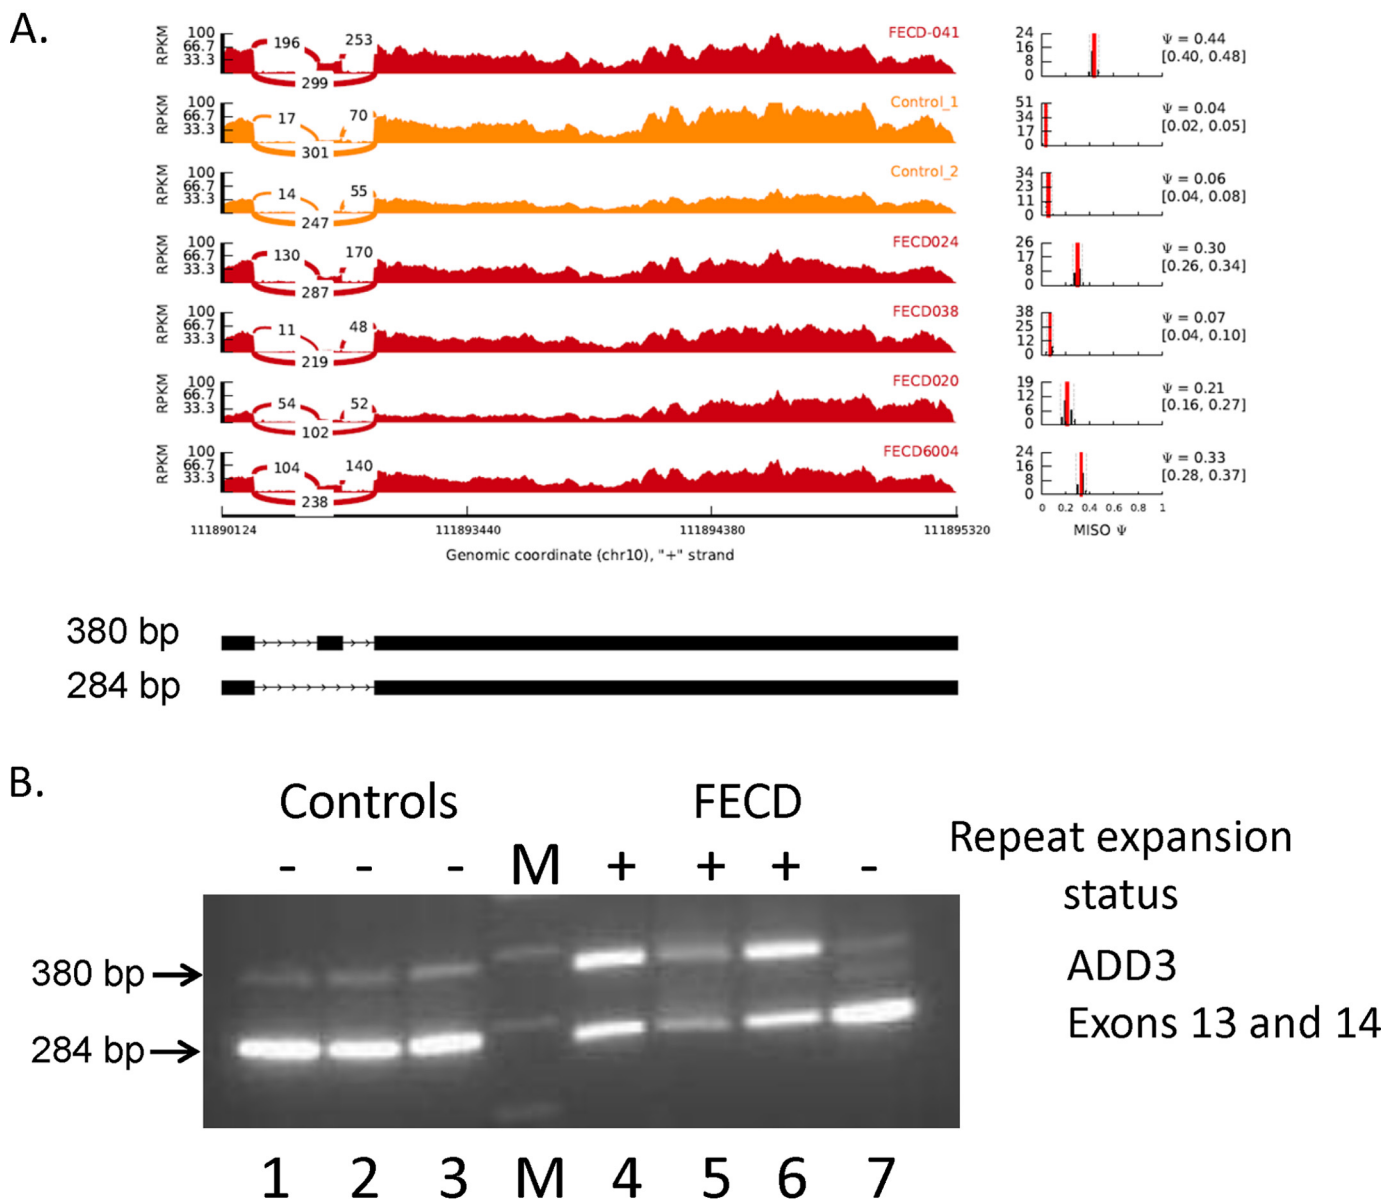 A.
RPKM 100 66.7 33.3 196 253 299 FECD-041 24 16 8 0 Ψ = 0.44 [0.40, 0.48]
RPKM 100 66.7 33.3 17 70 301 Control_1 51 34 17 0 Ψ = 0.04 [0.02, 0.05]
RPKM 100 66.7 33.3 14 55 247 Control_2 34 23 11 0 Ψ = 0.06 [0.04, 0.08]
RPKM 100 66.7 33.3 130 170 287 FECD024 26 17 8 0 Ψ = 0.30 [0.26, 0.34]
RPKM 100 66.7 33.3 11 48 219 FECD038 38 25 12 0 Ψ = 0.07 [0.04, 0.10]
RPKM 100 66.7 33.3 54 52 102 FECD020 19 12 6 0 Ψ = 0.21 [0.16, 0.27]
RPKM 100 66.7 33.3 104 140 238 FECD6004 24 16 8 0 Ψ = 0.33 [0.28, 0.37]
0 0.2 0.4 0.6 0.8 1
111890124 111893440 111894380 111895320 MISO Ψ
Genomic coordinate (chr10), "+" strand
380 bp
284 bp
B.
Controls FECD
Repeat expansion
- - - M + + + -
status
380 bp
ADD3
284 bp
Exons 13 and 14
1 2 3 M 4 5 6 7